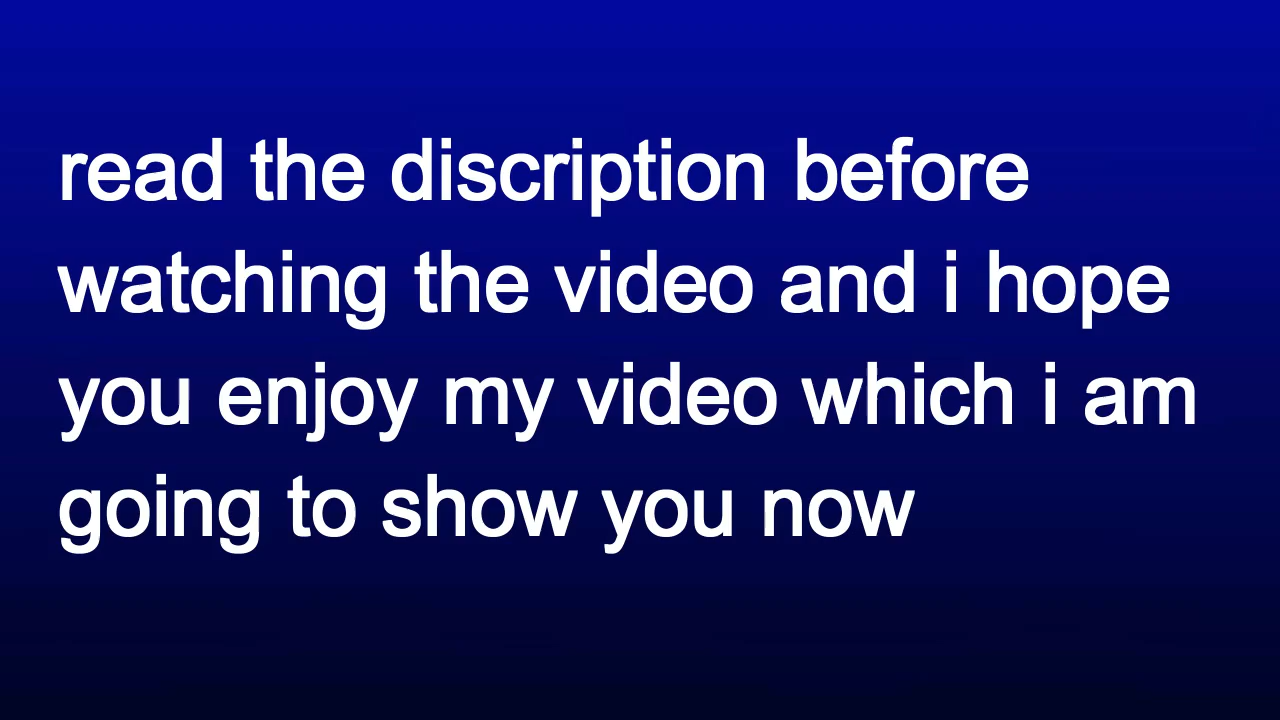 read the discription before
watching the video and i hope
you enjoy my video which i am
going to show you now